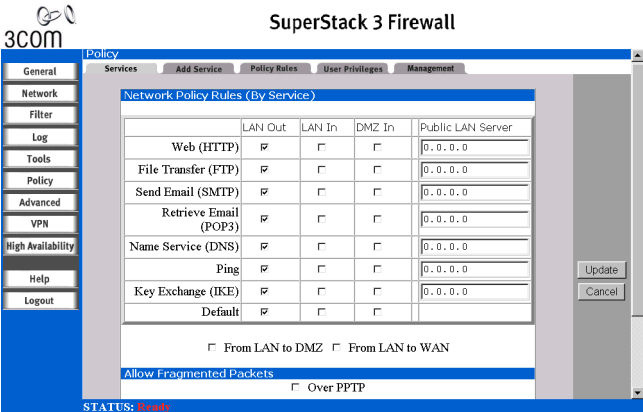 3COM
SuperStack 3 Firewall
Policy
General
Network
Filter
Log
Tools
Policy
Advanced
VPN
High Availability
Help
Logout
Services Add Service Policy Rules User Privileges Management
Network Policy Rules (By Service)
LAN Out LAN In DMZ In Public LAN Server
Web (HTTP) 0.0.0.0
File Transfer (FTP) 0.0.0.0
Send Email (SMTP) 0.0.0.0
Retrieve Email
(POP3) 0.0.0.0
Name Service (DNS) 0.0.0.0
Ping 0.0.0.0
Key Exchange (IKE) 0.0.0.0
Default
From LAN to DMZ From LAN to WAN
Allow Fragmented Packets
Over PPTP
Update
Cancel
STATUS: Ready